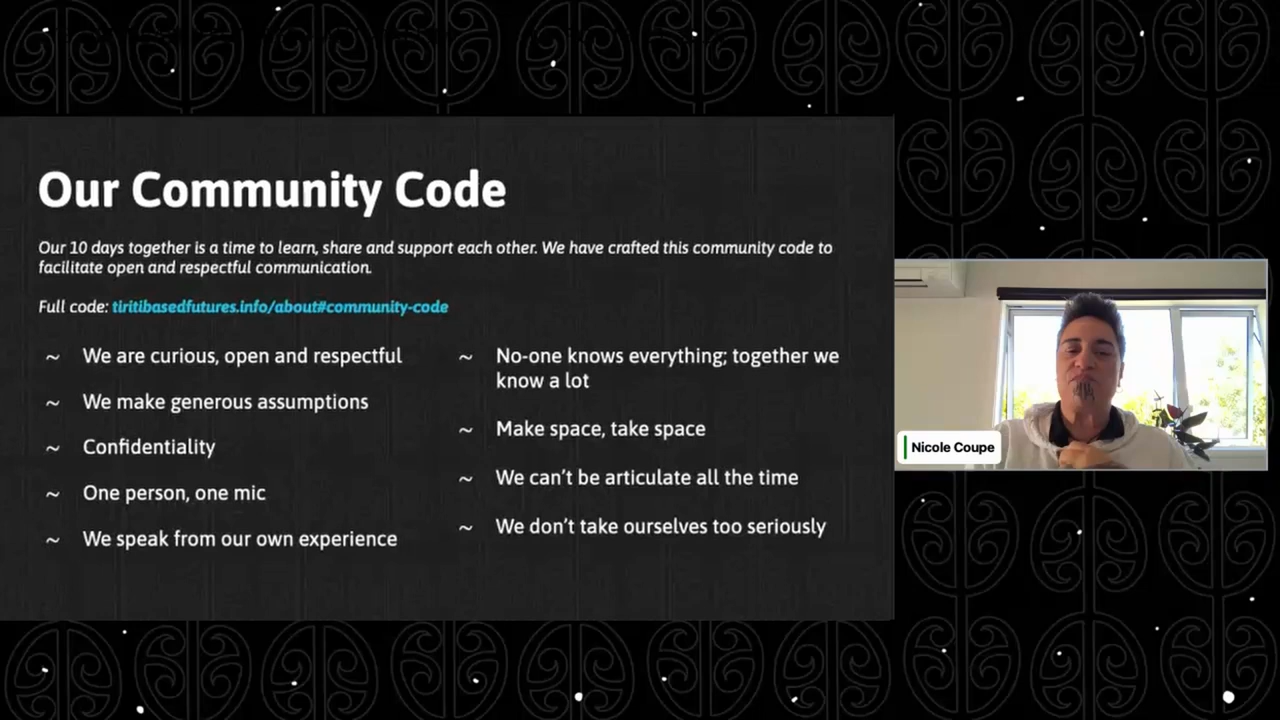 Our Community Code
Our 10 days together is a time to learn, share and support each other. We have crafted this community code to
facilitate open and respectful communication.
Full code: tiritibasedfutures.info/about#community-code
~ We are curious, open and respectful
~ We make generous assumptions
~ Confidentiality
~ One person, one mic
~ We speak from our own experience
~ No-one knows everything; together we
know a lot
~ Make space, take space
~ We can't be articulate all the time
~ We don't take ourselves too seriously
Nicole Coupe